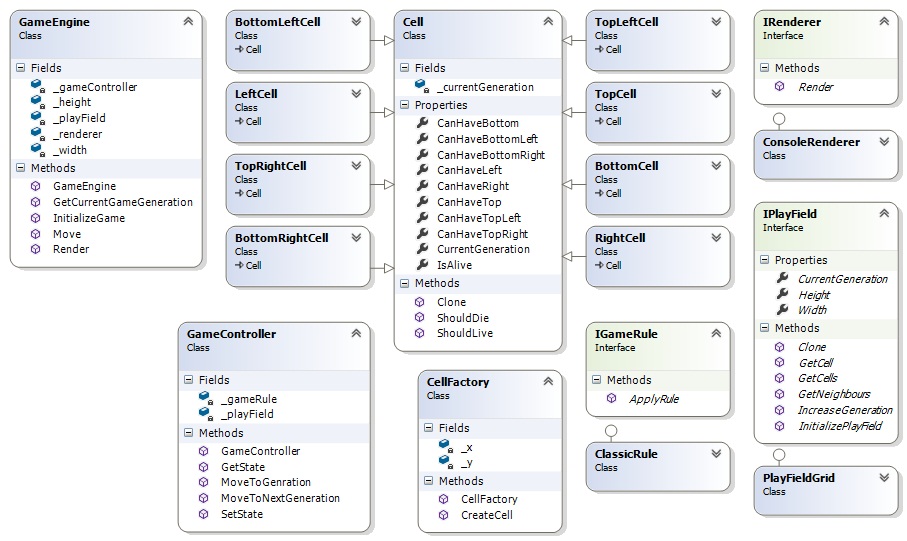 GameEngine
Class
Fields
_gameController
_height
_playField
_renderer
_width
Methods
GameEngine
GetCurrentGameGeneration
InitializeGame
Move
Render
BottomLeftCell
Class
Cell
LeftCell
Class
Cell
TopRightCell
Class
Cell
BottomRightCell
Class
Cell
Cell
Class
Fields
_currentGeneration
Properties
CanHaveBottom
CanHaveBottomLeft
CanHaveBottomRight
CanHaveLeft
CanHaveRight
CanHaveTop
CanHaveTopLeft
CanHaveTopRight
CurrentGeneration
IsAlive
Methods
Clone
ShouldDie
ShouldLive
TopLeftCell
Class
Cell
TopCell
Class
Cell
BottomCell
Class
Cell
RightCell
Class
Cell
IRenderer
Interface
Methods
Render
ConsoleRenderer
Class
IPlayField
Interface
Properties
CurrentGeneration
Height
Width
Methods
Clone
GetCell
GetCells
GetNeighbours
IncreaseGeneration
InitializePlayField
PlayFieldGrid
Class
GameController
Class
Fields
_gameRule
_playField
Methods
GameController
GetState
MoveToGenration
MoveToNextGeneration
SetState
CellFactory
Class
Fields
_x
_y
Methods
CellFactory
CreateCell
IGameRule
Interface
Methods
ApplyRule
ClassicRule
Class